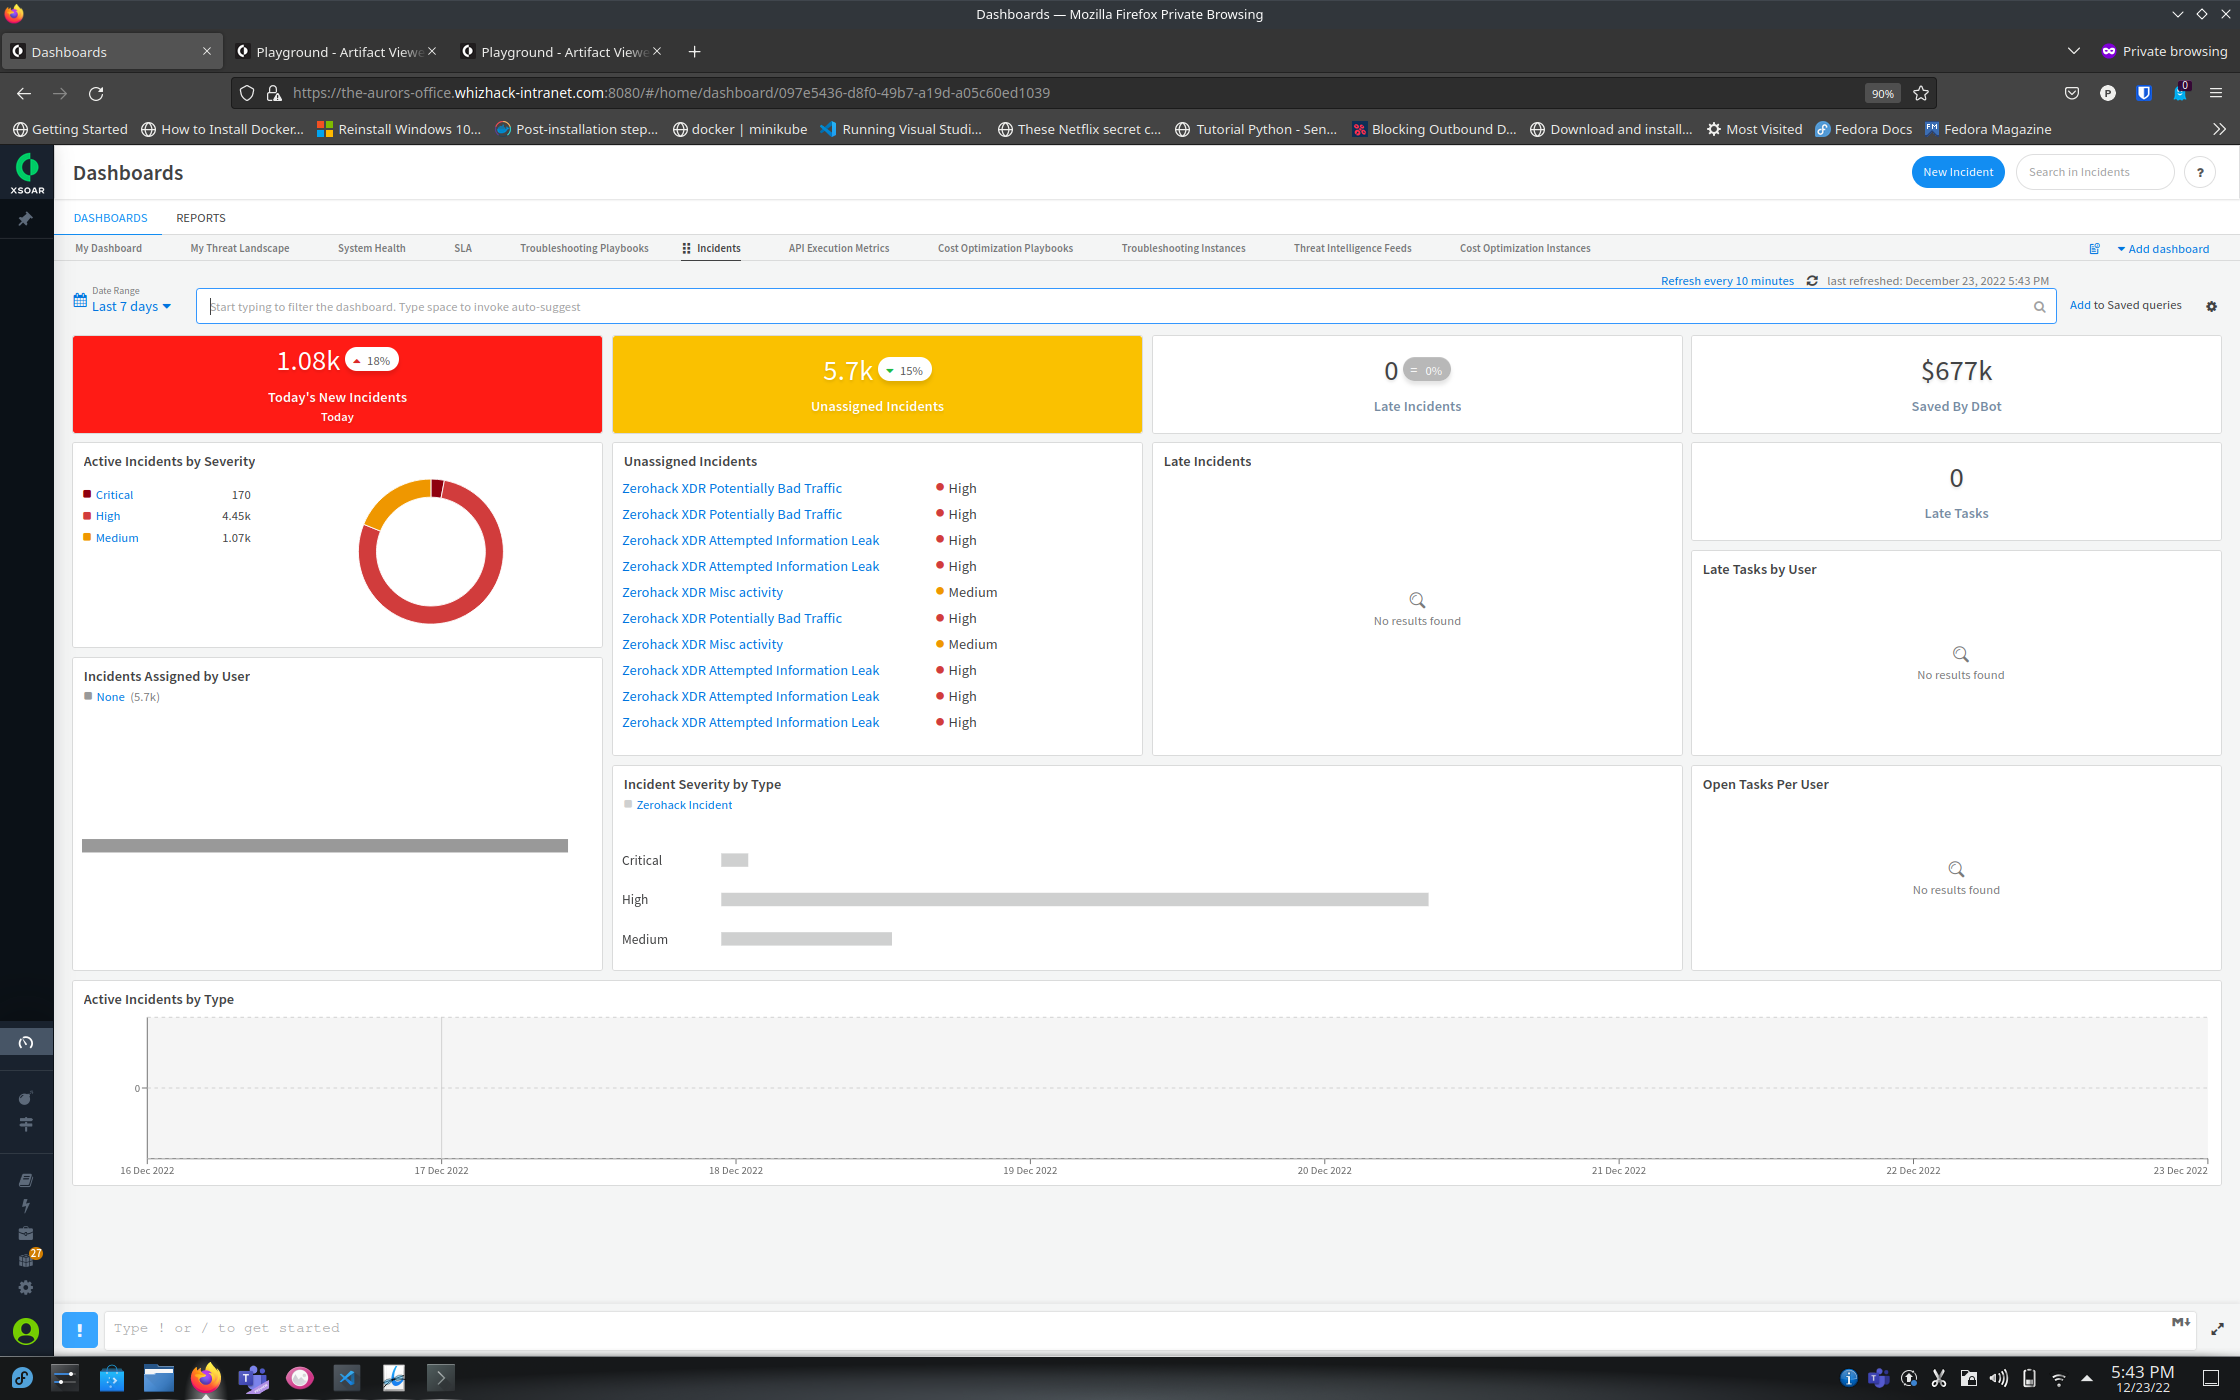 Dashboards — Mozilla Firefox Private Browsing
Dashboards
Playground - Artifact Viewe
Playground - Artifact Viewe
Private browsing
https://the-aurors-office.whizhack-intranet.com:8080/#/home/dashboard/097e5436-d8f0-49b7-a19d-a05c60ed1039
90%
P
0
Getting Started
How to Install Docker...
Reinstall Windows 10...
Post-installation step...
docker | minikube
Running Visual Studi...
These Netflix secret c...
Tutorial Python - Sen...
Blocking Outbound D...
Download and install...
Most Visited
Fedora Docs
FM
Fedora Magazine
XSOAR
Dashboards
New Incident
Search in Incidents
?
DASHBOARDS
REPORTS
My Dashboard
My Threat Landscape
System Health
SLA
Troubleshooting Playbooks
Incidents
API Execution Metrics
Cost Optimization Playbooks
Troubleshooting Instances
Threat Intelligence Feeds
Cost Optimization Instances
Add dashboard
Refresh every 10 minutes
last refreshed: December 23, 2022 5:43 PM
Date Range
Last 7 days
Start typing to filter the dashboard. Type space to invoke auto-suggest
Add to Saved queries
1.08k 18%
Today's New Incidents
Today
5.7k 15%
Unassigned Incidents
0 = 0%
Late Incidents
$677k
Saved By DBot
Active Incidents by Severity
Critical 170
High 4.45k
Medium 1.07k
Unassigned Incidents
Zerohack XDR Potentially Bad Traffic High
Zerohack XDR Potentially Bad Traffic High
Zerohack XDR Attempted Information Leak High
Zerohack XDR Attempted Information Leak High
Zerohack XDR Misc activity Medium
Zerohack XDR Potentially Bad Traffic High
Zerohack XDR Misc activity Medium
Zerohack XDR Attempted Information Leak High
Zerohack XDR Attempted Information Leak High
Zerohack XDR Attempted Information Leak High
Late Incidents
No results found
0
Late Tasks
Late Tasks by User
No results found
Incidents Assigned by User
None (5.7k)
Incident Severity by Type
Zerohack Incident
Critical
High
Medium
Open Tasks Per User
No results found
Active Incidents by Type
0
16 Dec 2022
17 Dec 2022
18 Dec 2022
19 Dec 2022
20 Dec 2022
21 Dec 2022
22 Dec 2022
23 Dec 2022
27
!
Type ! or / to get started
M
5:43 PM
12/23/22